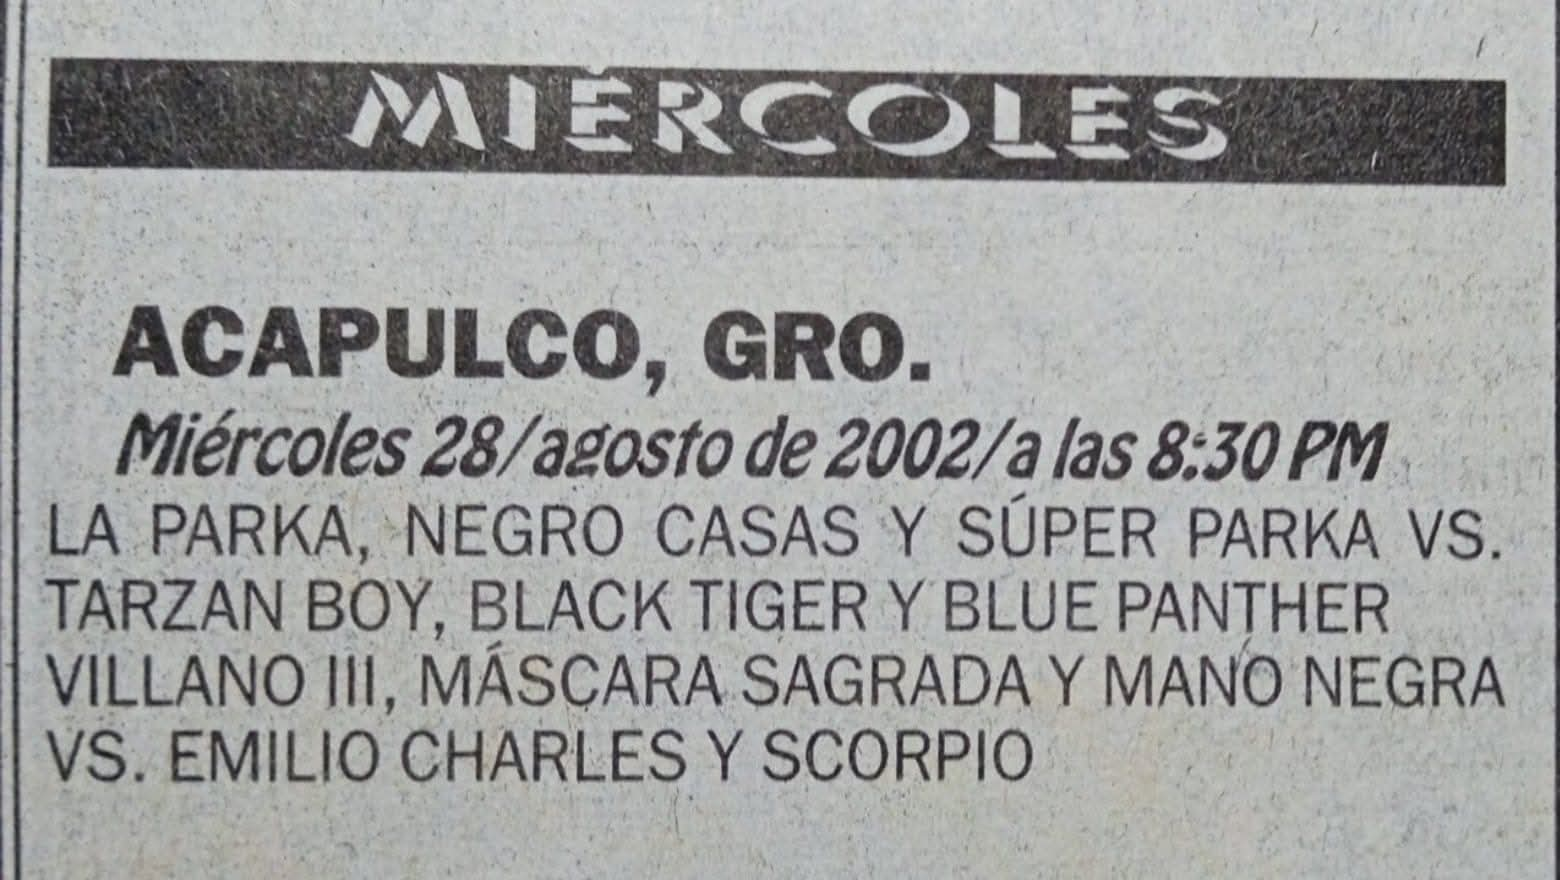 MIÉRCOLES
ACAPULCO, GRO.
Miércoles 28/agosto de 2002/a las 8:30 PM
LA PARKA, NEGRO CASAS Y SÚPER PARKA VS.
TARZAN BOY, BLACK TIGER Y BLUE PANTHER
VILLANO III, MÁSCARA SAGRADA Y MANO NEGRA
VS. EMILIO CHARLES Y SCORPIO